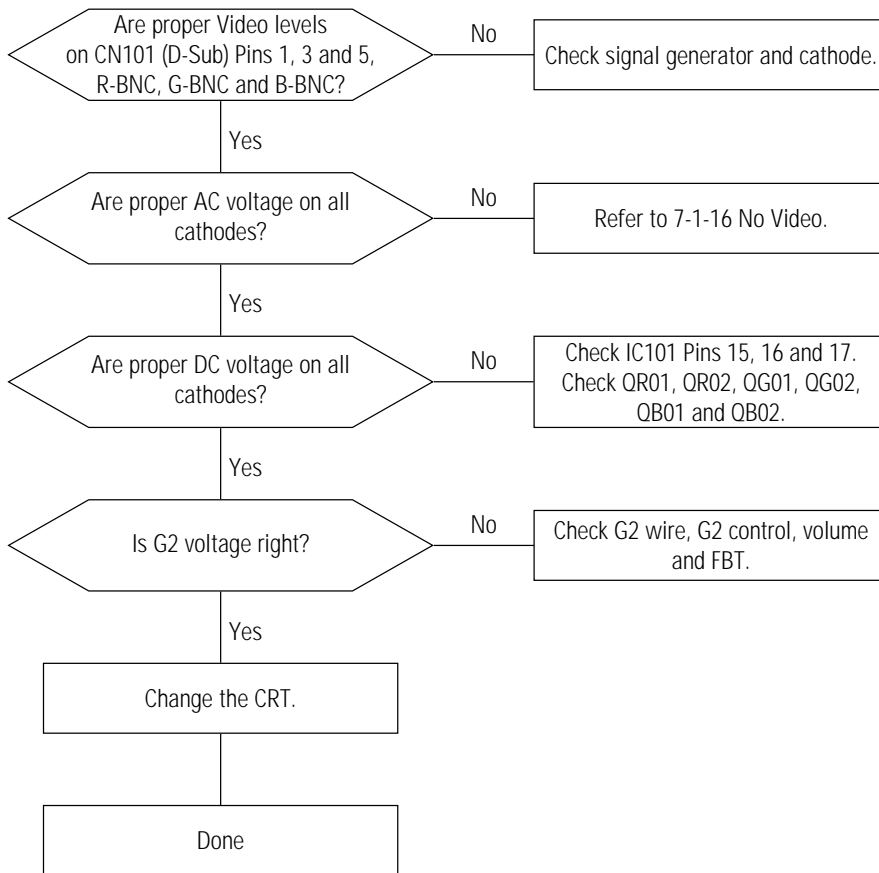 Are proper Video levels
on CN101 (D-Sub) Pins 1, 3 and 5,
R-BNC, G-BNC and B-BNC?
No
Check signal generator and cathode.
Yes
Are proper AC voltage on all
cathodes?
No
Refer to 7-1-16 No Video.
Yes
Are proper DC voltage on all
cathodes?
No
Check IC101 Pins 15, 16 and 17.
Check QR01, QR02, QG01, QG02,
QB01 and QB02.
Yes
Is G2 voltage right?
No
Check G2 wire, G2 control, volume
and FBT.
Yes
Change the CRT.
Done